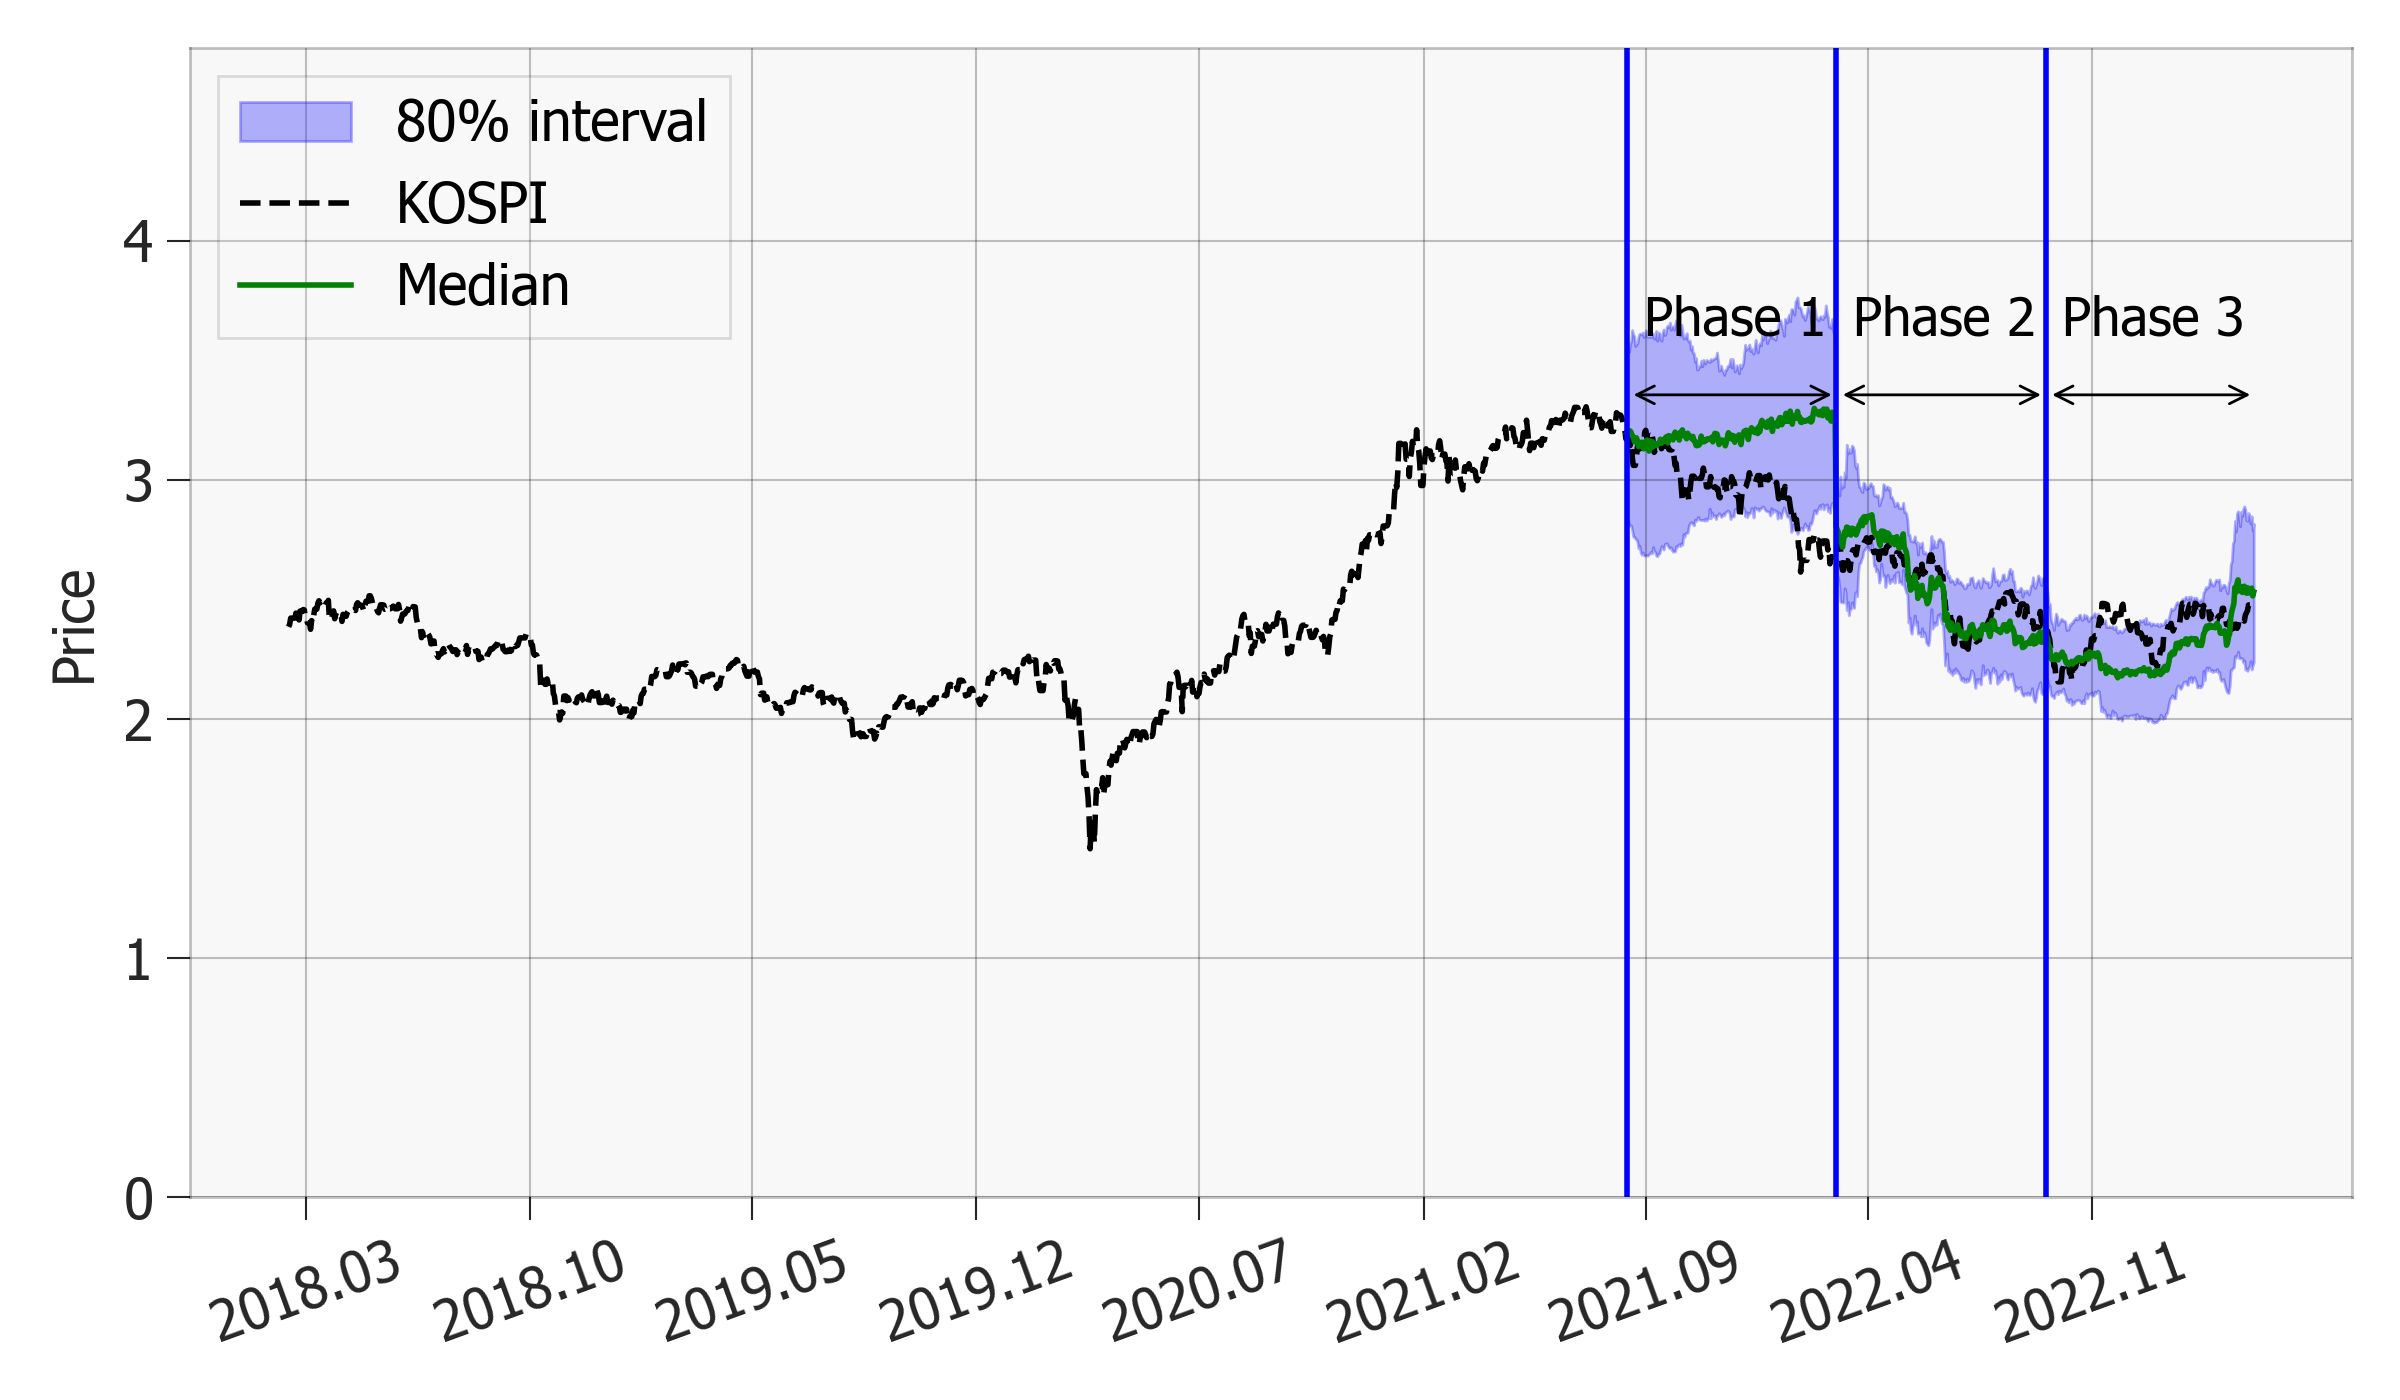 80% interval
KOSPI
Median
Phase 1
Phase 2
Phase 3
Price
4
3
2
1
0
2018.03
2018.10
2019.05
2019.12
2020.07
2021.02
2021.09
2022.04
2022.11